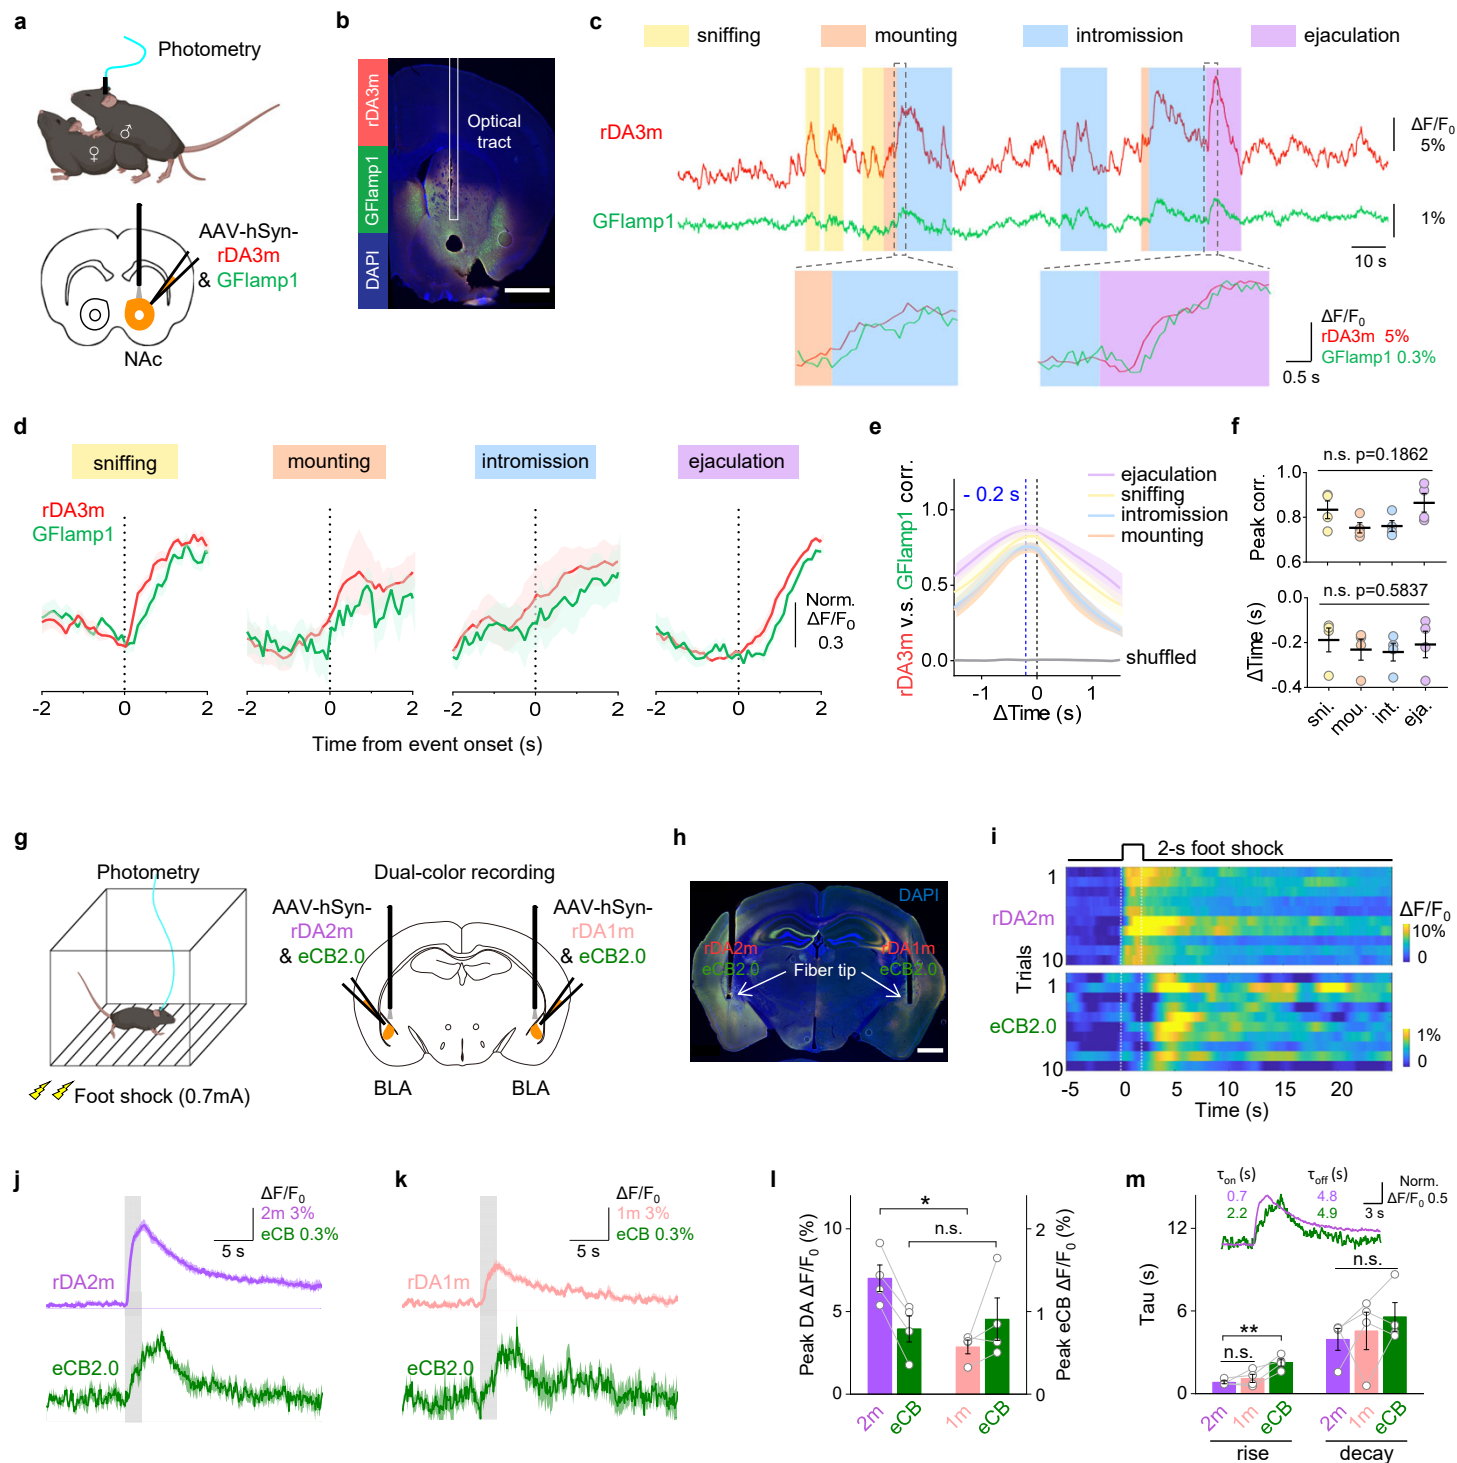 a
Photometry
♂
♀
AAV-hSyn-
rDA3m
& GFlamp1
NAc
b
rDA3m
GFlamp1
DAPI
Optical
tract
c
sniffing
mounting
intromission
ejaculation
rDA3m
ΔF/F0
5%
GFlamp1
1%
10 s
ΔF/F0
rDA3m 5%
GFlamp1 0.3%
0.5 s
d
sniffing
mounting
intromission
ejaculation
rDA3m
GFlamp1
Norm.
ΔF/F0
0.3
-2 0 2 -2 0 2 -2 0 2 -2 0 2
Time from event onset (s)
e
rDA3m v.s. GFlamp1 corr.
- 0.2 s
ejaculation
sniffing
intromission
mounting
1.0
0.5
0.0
shuffled
-1 0 1
ΔTime (s)
f
n.s. p=0.1862
Peak corr.
1.0
0.8
0.6
n.s. p=0.5837
ΔTime (s)
0.0
-0.2
-0.4
sni. mou. int. eja.
g
Photometry
Foot shock (0.7mA)
Dual-color recording
AAV-hSyn-
rDA2m
& eCB2.0
AAV-hSyn-
rDA1m
& eCB2.0
BLA
BLA
h
DAPI
rDA2m
eCB2.0
rDA1m
eCB2.0
Fiber tip
i
2-s foot shock
rDA2m
eCB2.0
Trials
1
10
1
10
ΔF/F0
10%
0
1%
0
-5 0 5 10 15 20
Time (s)
j
ΔF/F0
2m 3%
eCB 0.3%
5 s
rDA2m
eCB2.0
k
ΔF/F0
1m 3%
eCB 0.3%
5 s
rDA1m
eCB2.0
l
Peak DA ΔF/F0 (%)
10
5
0
*
n.s.
Peak eCB ΔF/F0 (%)
2
1
0
2m eCB 1m eCB
m
τon (s)
0.7
2.2
τoff (s)
4.8
4.9
Norm.
ΔF/F0 0.5
3 s
Tau (s)
12
6
0
n.s.
**
n.s.
2m 1m eCB 2m 1m eCB
rise
decay